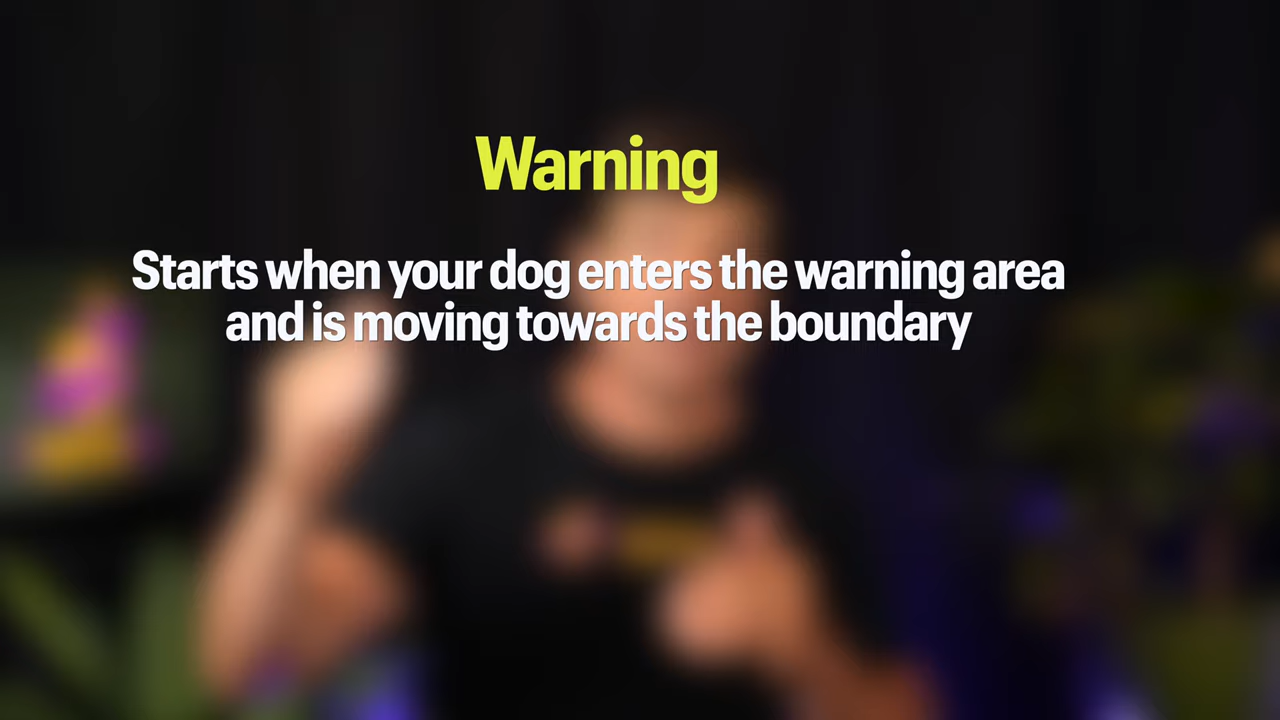 Warning
Starts when your dog enters the warning area
and is moving towards the boundary